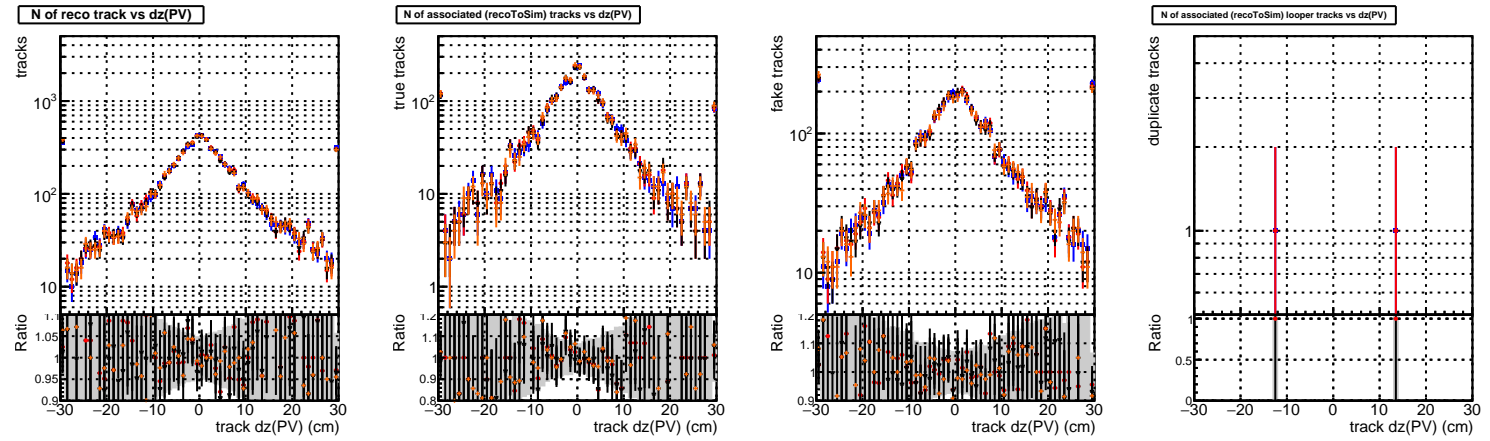 N of reco track vs dz(PV)
tracks
10³
10²
10
Ratio
1.1
1.05
1
0.95
0.9
−30 −20 −10 0 10 20 30
track dz(PV) (cm)
N of associated (recoToSim) tracks vs dz(PV)
true tracks
10²
10
1
Ratio
1.2
1.1
1
0.9
0.8
−30 −20 −10 0 10 20 30
track dz(PV) (cm)
fake tracks
10²
10
Ratio
1.2
1.1
1
0.9
−30 −20 −10 0 10 20 30
track dz(PV) (cm)
N of associated (recoToSim) looper tracks vs dz(PV)
duplicate tracks
1
Ratio
1
0.5
0
−30 −20 −10 0 10 20 30
track dz(PV) (cm)